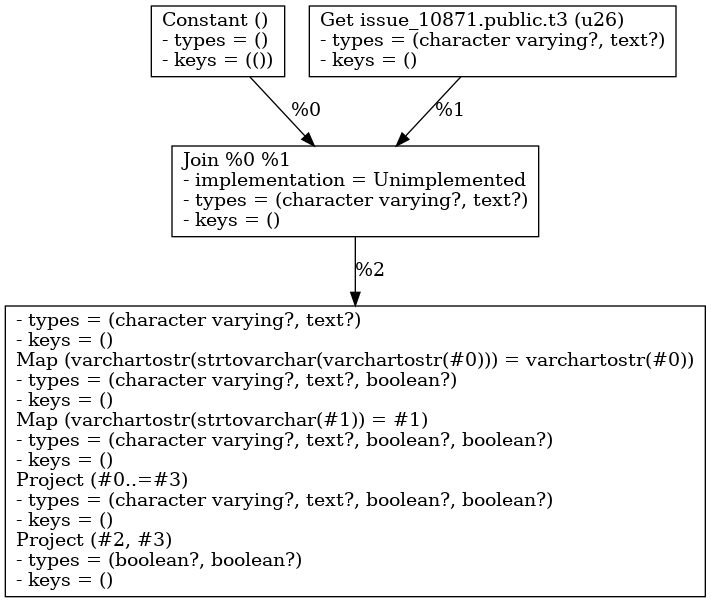 Constant ()
- types = ()
- keys = (())
Get issue_10871.public.t3 (u26)
- types = (character varying?, text?)
- keys = ()
%0
%1
Join %0 %1
- implementation = Unimplemented
- types = (character varying?, text?)
- keys = ()
%2
- types = (character varying?, text?)
- keys = ()
Map (varchartostr(strtovarchar(varchartostr(#0))) = varchartostr(#0))
- types = (character varying?, text?, boolean?)
- keys = ()
Map (varchartostr(strtovarchar(#1)) = #1)
- types = (character varying?, text?, boolean?, boolean?)
- keys = ()
Project (#0..=#3)
- types = (character varying?, text?, boolean?, boolean?)
- keys = ()
Project (#2, #3)
- types = (boolean?, boolean?)
- keys = ()